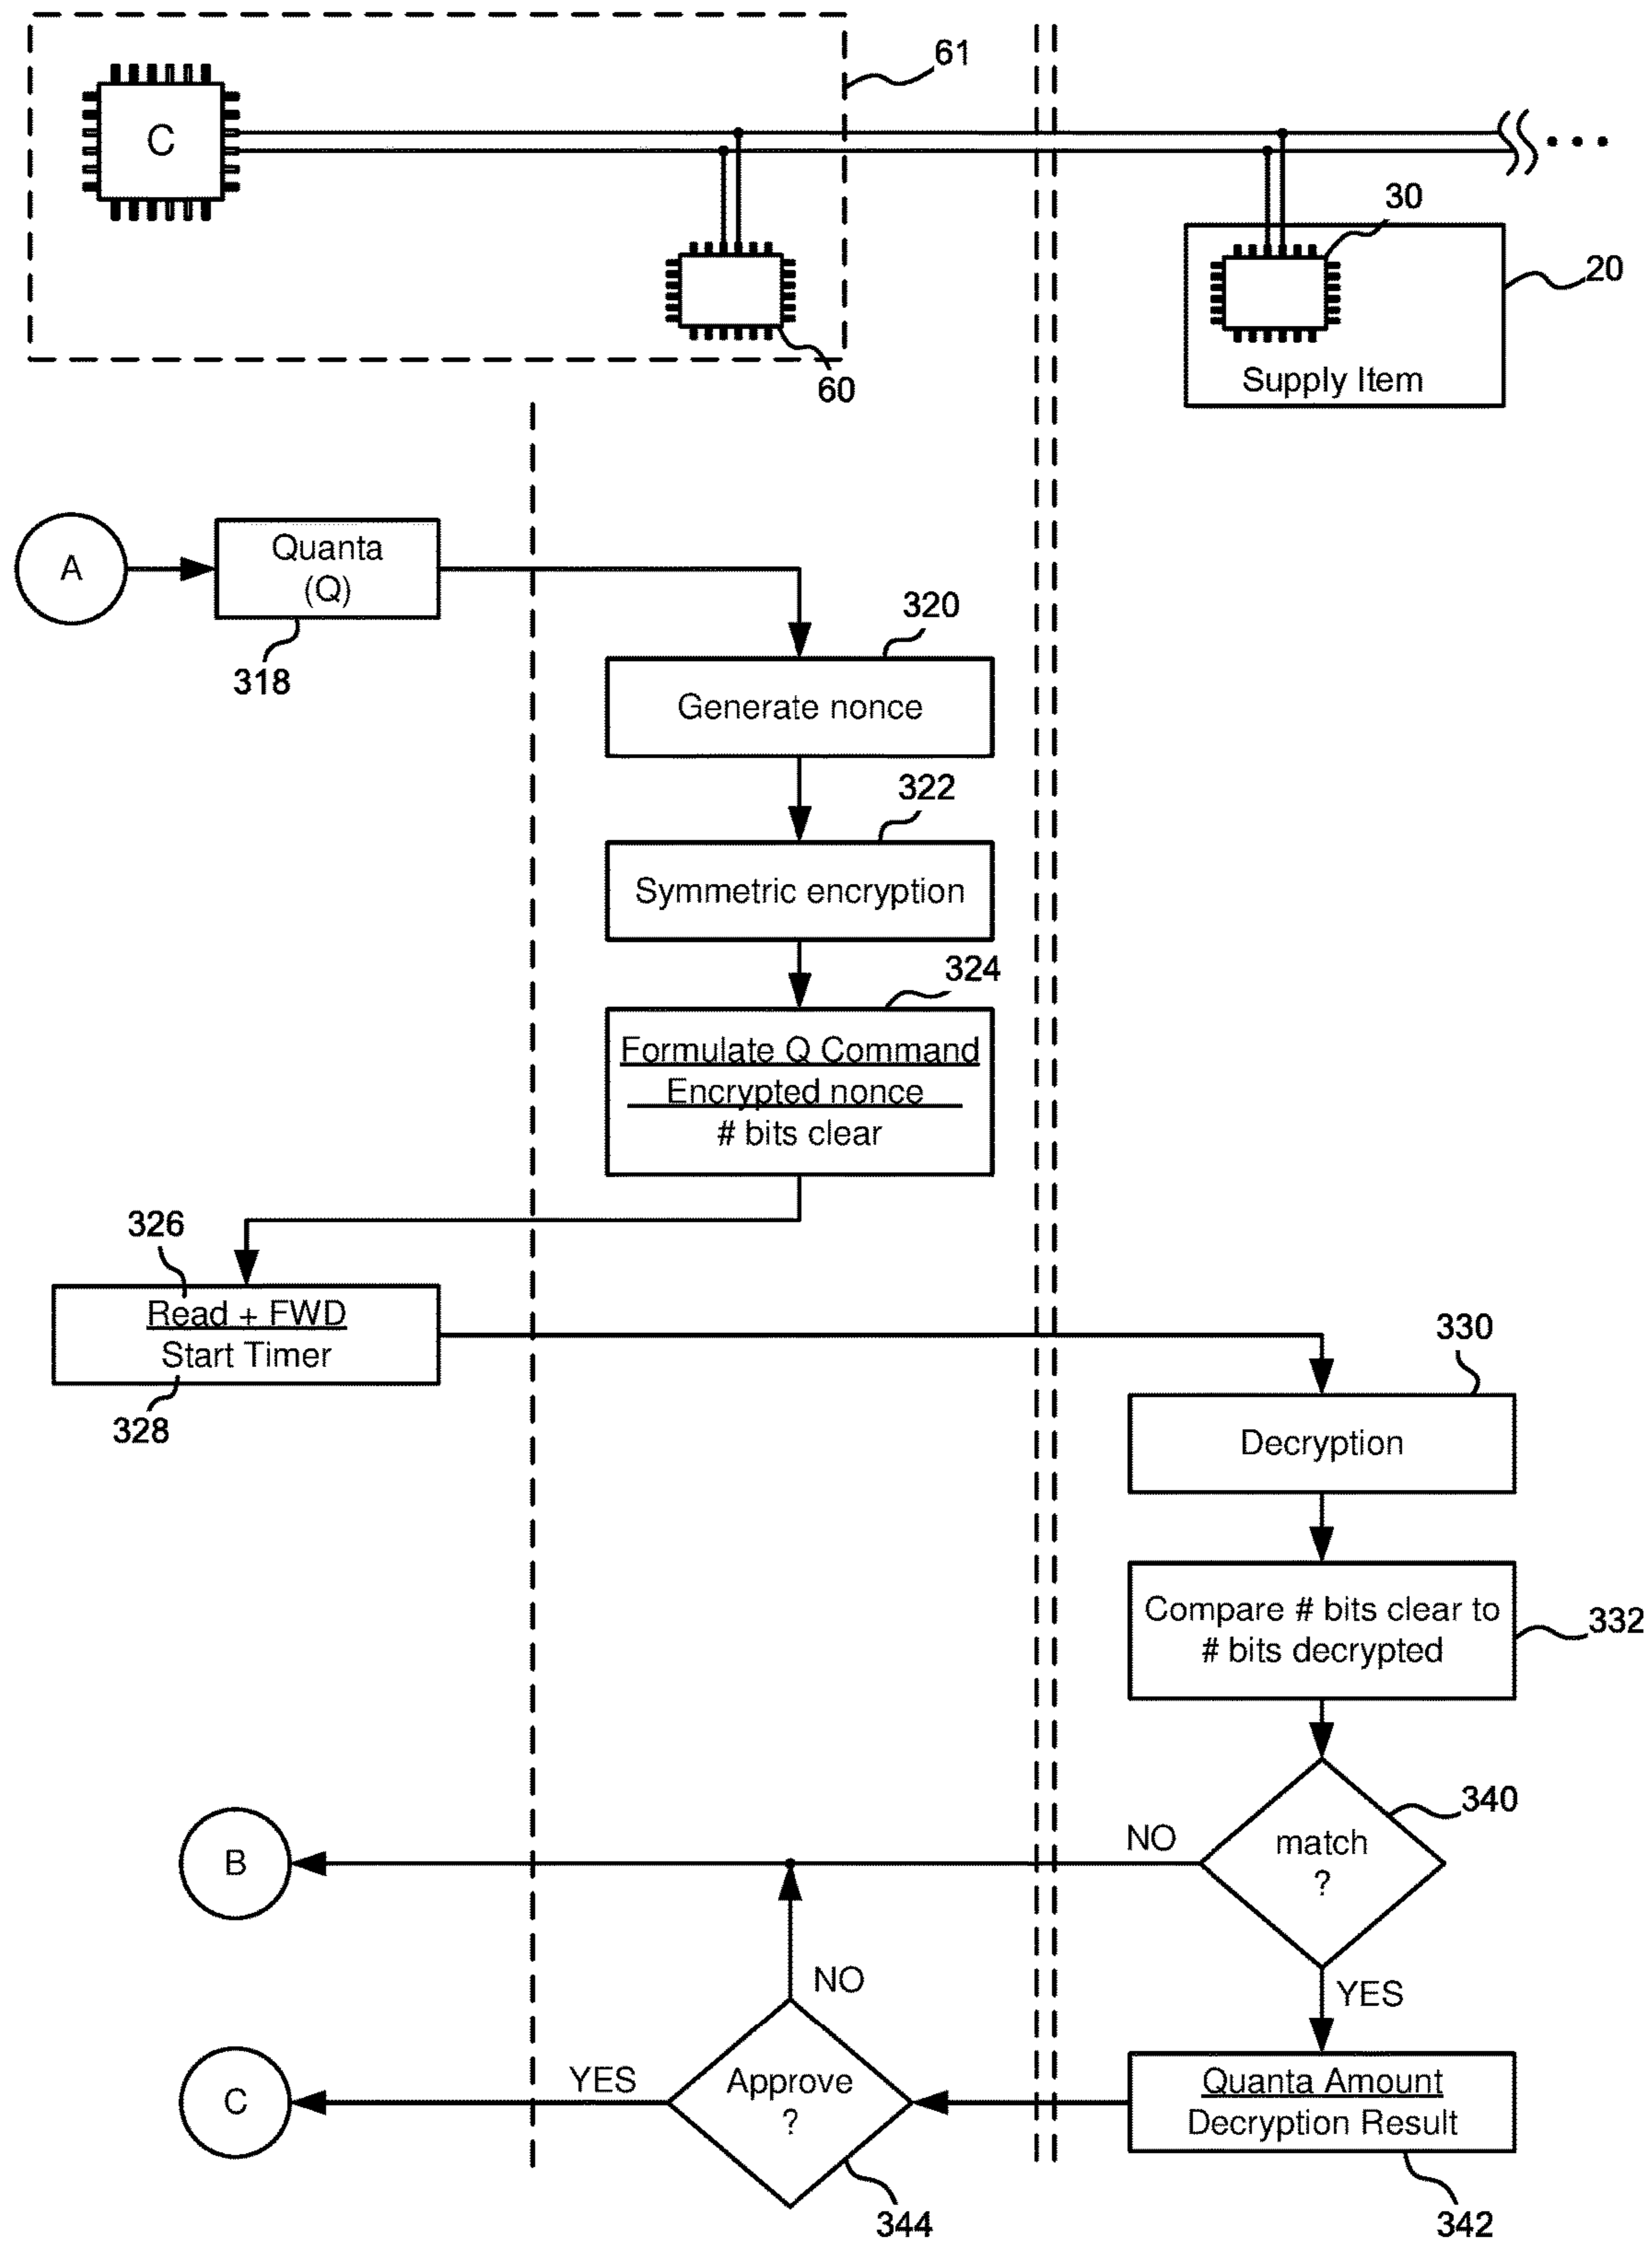 61
C
30
20
60
Supply Item
A
Quanta
(Q)
318
320
Generate nonce
322
Symmetric encryption
324
Formulate Q Command
Encrypted nonce
# bits clear
326
Read + FWD
Start Timer
328
330
Decryption
Compare # bits clear to
# bits decrypted
332
340
match
?
NO
B
YES
NO
Approve
?
YES
C
344
Quanta Amount
Decryption Result
342